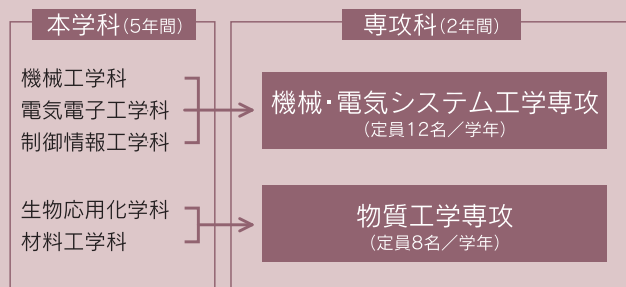 本学科(5年間)
機械工学科
電気電子工学科
制御情報工学科
生物応用化学科
材料工学科
専攻科(2年間)
機械・電気システム工学専攻
(定員12名/学年)
物質工学専攻
(定員8名/学年)